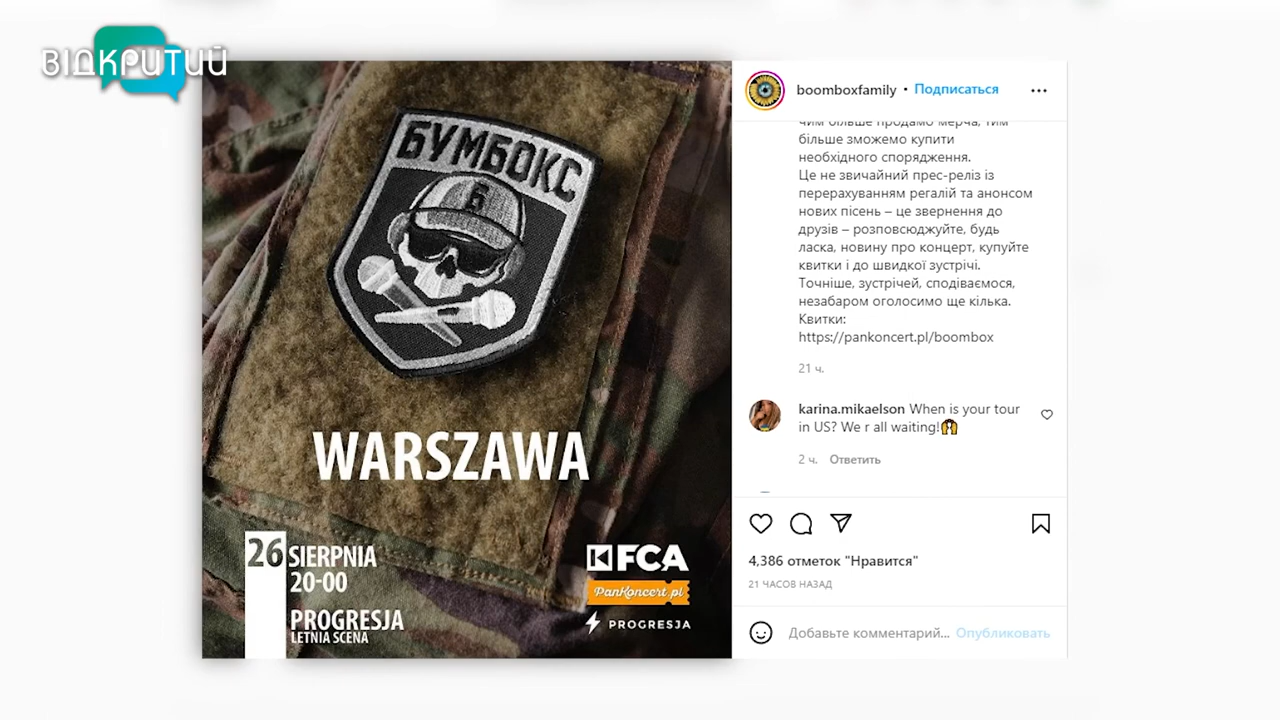 ВІДКРИТИЙ
БУМБОКС
Б
WARSZAWA
26 SIERPNIA
20-00
PROGRESJA
LETNIA SCENA
FCA
PanKoncert.pl
PROGRESJA
boomboxfamily • Подписаться
чим більше продамо мерча, тим
більше зможемо купити
необхідного спорядження.
Це не звичайний прес-реліз із
перерахуванням регалій та анонсом
нових пісень – це звернення до
друзів – розповсюджуйте, будь
ласка, новину про концерт, купуйте
квитки і до швидкої зустрічі.
Точніше, зустрічей, сподіваємося,
незабаром оголосимо ще кілька.
Квитки:
https://pankoncert.pl/boombox
21 ч.
karina.mikaelson When is your tour
in US? We r all waiting!🙌
2 ч. Ответить
4,386 отметок "Нравится"
21 ЧАСОВ НАЗАД
Добавьте комментарий... Опубликовать